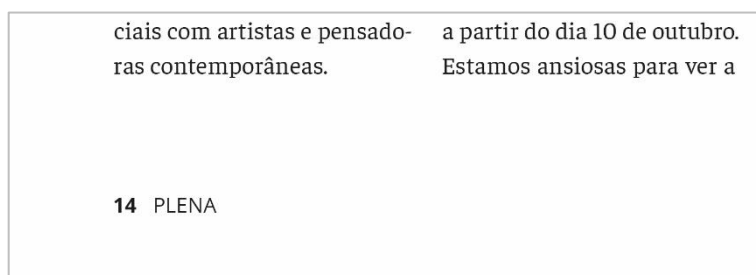 ciais com artistas e pensado-
ras contemporâneas.
a partir do dia 10 de outubro.
Estamos ansiosas para ver a
14 PLENA